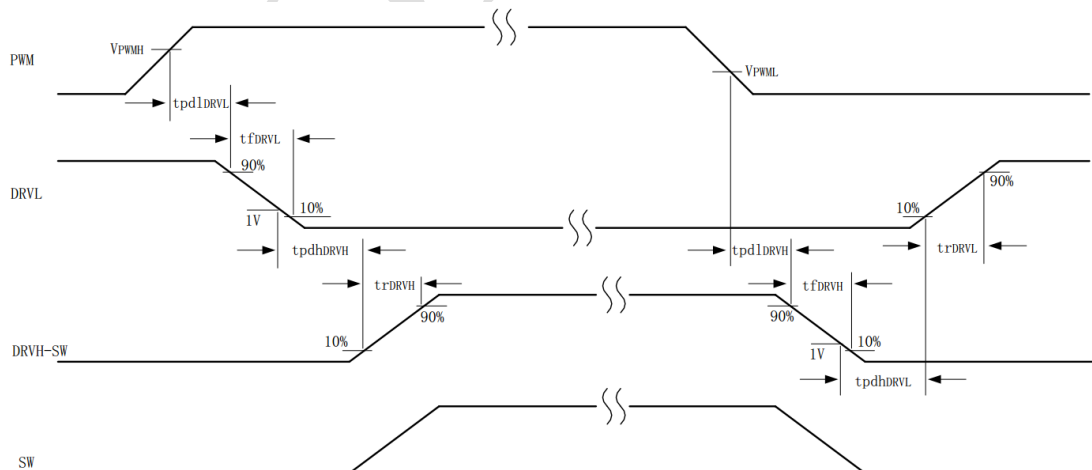 VPWMH
PWM
VPWML
tpdlDRVL
tfDRVL
90%
90%
DRVL
10%
10%
1V
tpdhDRVH
tpdlDRVH
trDRVL
trDRVH
tfDRVH
90%
90%
10%
1V
10%
DRVH-SW
tpdhDRVL
SW